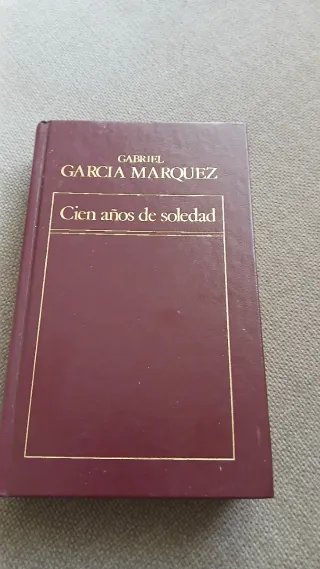 GABRIEL
GARCIA MARQUEZ
Cien años de soledad